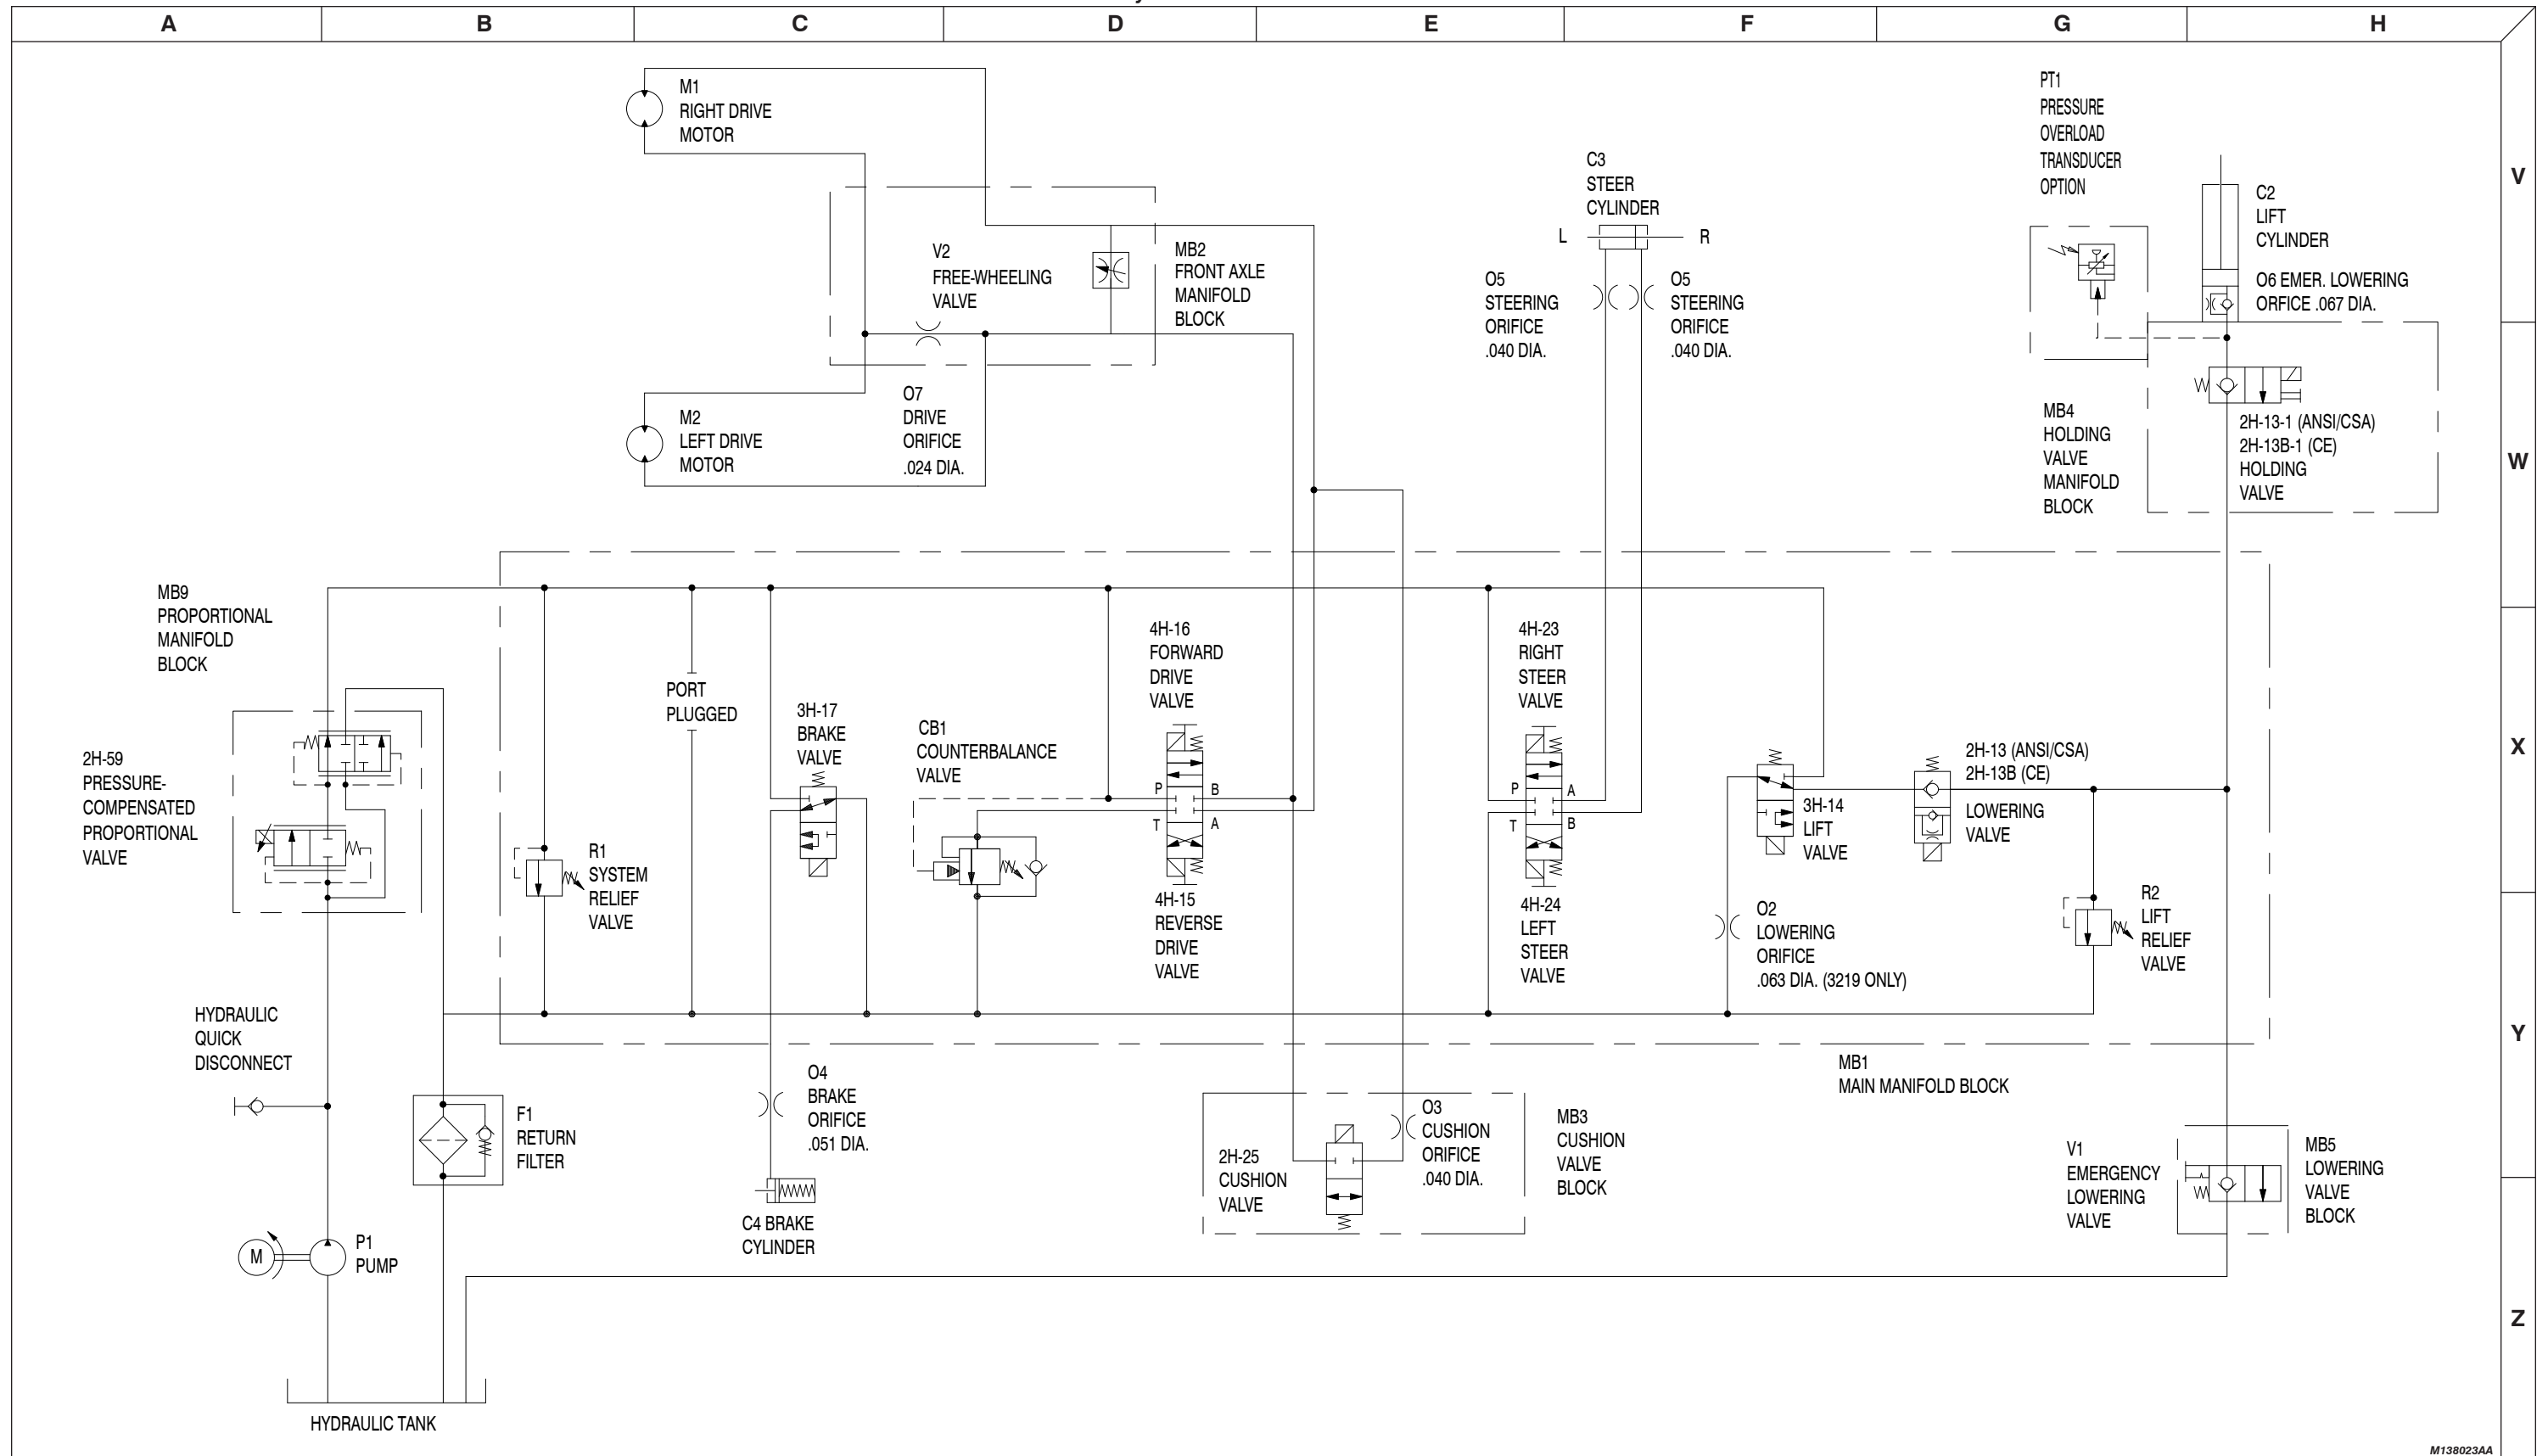 A B C D E F G H
V
W
X
Y
Z
M1
RIGHT DRIVE
MOTOR
V2
FREE-WHEELING
VALVE
MB2
FRONT AXLE
MANIFOLD
BLOCK
C3
STEER
CYLINDER
L
R
O5
STEERING
ORIFICE
.040 DIA.
O5
STEERING
ORIFICE
.040 DIA.
PT1
PRESSURE
OVERLOAD
TRANSDUCER
OPTION
C2
LIFT
CYLINDER
O6 EMER. LOWERING
ORFICE .067 DIA.
M2
LEFT DRIVE
MOTOR
O7
DRIVE
ORIFICE
.024 DIA.
MB4
HOLDING
VALVE
MANIFOLD
BLOCK
2H-13-1 (ANSI/CSA)
2H-13B-1 (CE)
HOLDING
VALVE
MB9
PROPORTIONAL
MANIFOLD
BLOCK
2H-59
PRESSURE-
COMPENSATED
PROPORTIONAL
VALVE
R1
SYSTEM
RELIEF
VALVE
PORT
PLUGGED
3H-17
BRAKE
VALVE
CB1
COUNTERBALANCE
VALVE
4H-16
FORWARD
DRIVE
VALVE
P
B
T
A
4H-15
REVERSE
DRIVE
VALVE
4H-23
RIGHT
STEER
VALVE
P
A
T
B
4H-24
LEFT
STEER
VALVE
3H-14
LIFT
VALVE
2H-13 (ANSI/CSA)
2H-13B (CE)
LOWERING
VALVE
O2
LOWERING
ORIFICE
.063 DIA. (3219 ONLY)
R2
LIFT
RELIEF
VALVE
HYDRAULIC
QUICK
DISCONNECT
F1
RETURN
FILTER
O4
BRAKE
ORIFICE
.051 DIA.
C4 BRAKE
CYLINDER
2H-25
CUSHION
VALVE
O3
CUSHION
ORIFICE
.040 DIA.
MB3
CUSHION
VALVE
BLOCK
MB1
MAIN MANIFOLD BLOCK
V1
EMERGENCY
LOWERING
VALVE
MB5
LOWERING
VALVE
BLOCK
M
P1
PUMP
HYDRAULIC TANK
M138023AA